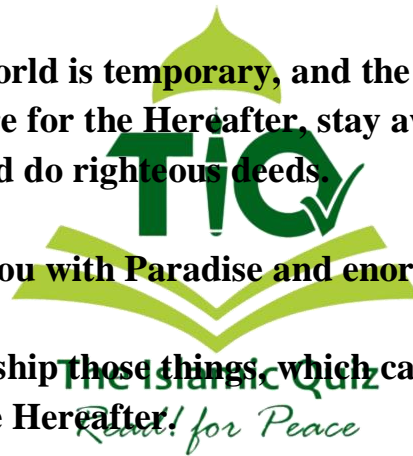 orld is temporary, and the
e for the Hereafter, stay av
d do righteous deeds.
TIQ
ou with Paradise and enor
ship those things, which ca
The Islamic Quiz
e Hereafter.
Read! for Peace